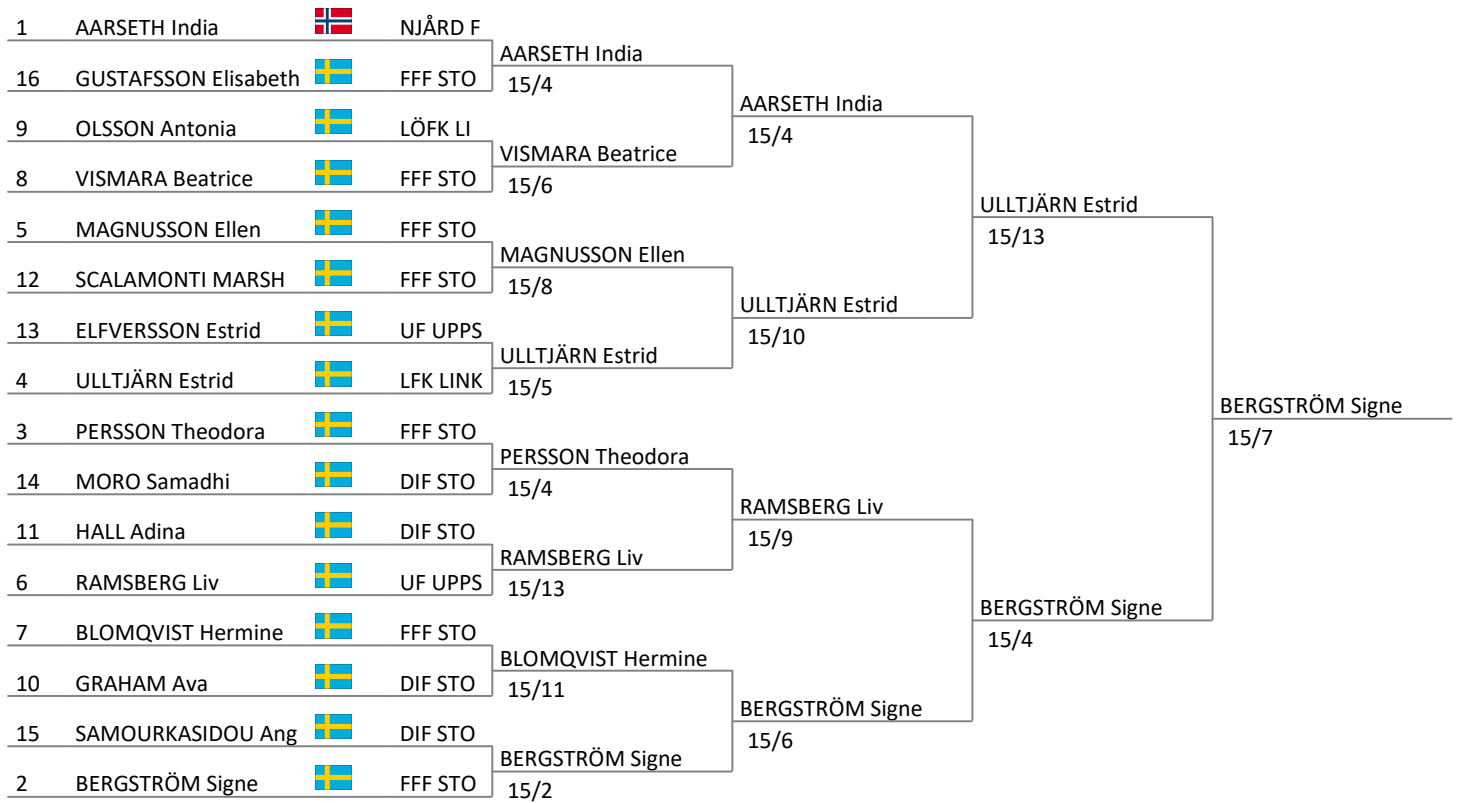 1 AARSETH India NJÅRD F
AARSETH India
16 GUSTAFSSON Elisabeth FFF STO
15/4
AARSETH India
9 OLSSON Antonia LÖFK LI
15/4
VISMARA Beatrice
8 VISMARA Beatrice FFF STO
15/6
ULLTJÄRN Estrid
5 MAGNUSSON Ellen FFF STO
15/13
MAGNUSSON Ellen
12 SCALAMONTI MARSH FFF STO
15/8
ULLTJÄRN Estrid
13 ELFVERSSON Estrid UF UPPS
15/10
ULLTJÄRN Estrid
4 ULLTJÄRN Estrid LFK LINK
15/5
BERGSTRÖM Signe
3 PERSSON Theodora FFF STO
15/7
PERSSON Theodora
14 MORO Samadhi DIF STO
15/4
RAMSBERG Liv
11 HALL Adina DIF STO
15/9
RAMSBERG Liv
6 RAMSBERG Liv UF UPPS
15/13
BERGSTRÖM Signe
7 BLOMQVIST Hermine FFF STO
15/4
BLOMQVIST Hermine
10 GRAHAM Ava DIF STO
15/11
BERGSTRÖM Signe
15 SAMOURKASIDOU Ang DIF STO
15/6
BERGSTRÖM Signe
2 BERGSTRÖM Signe FFF STO
15/2